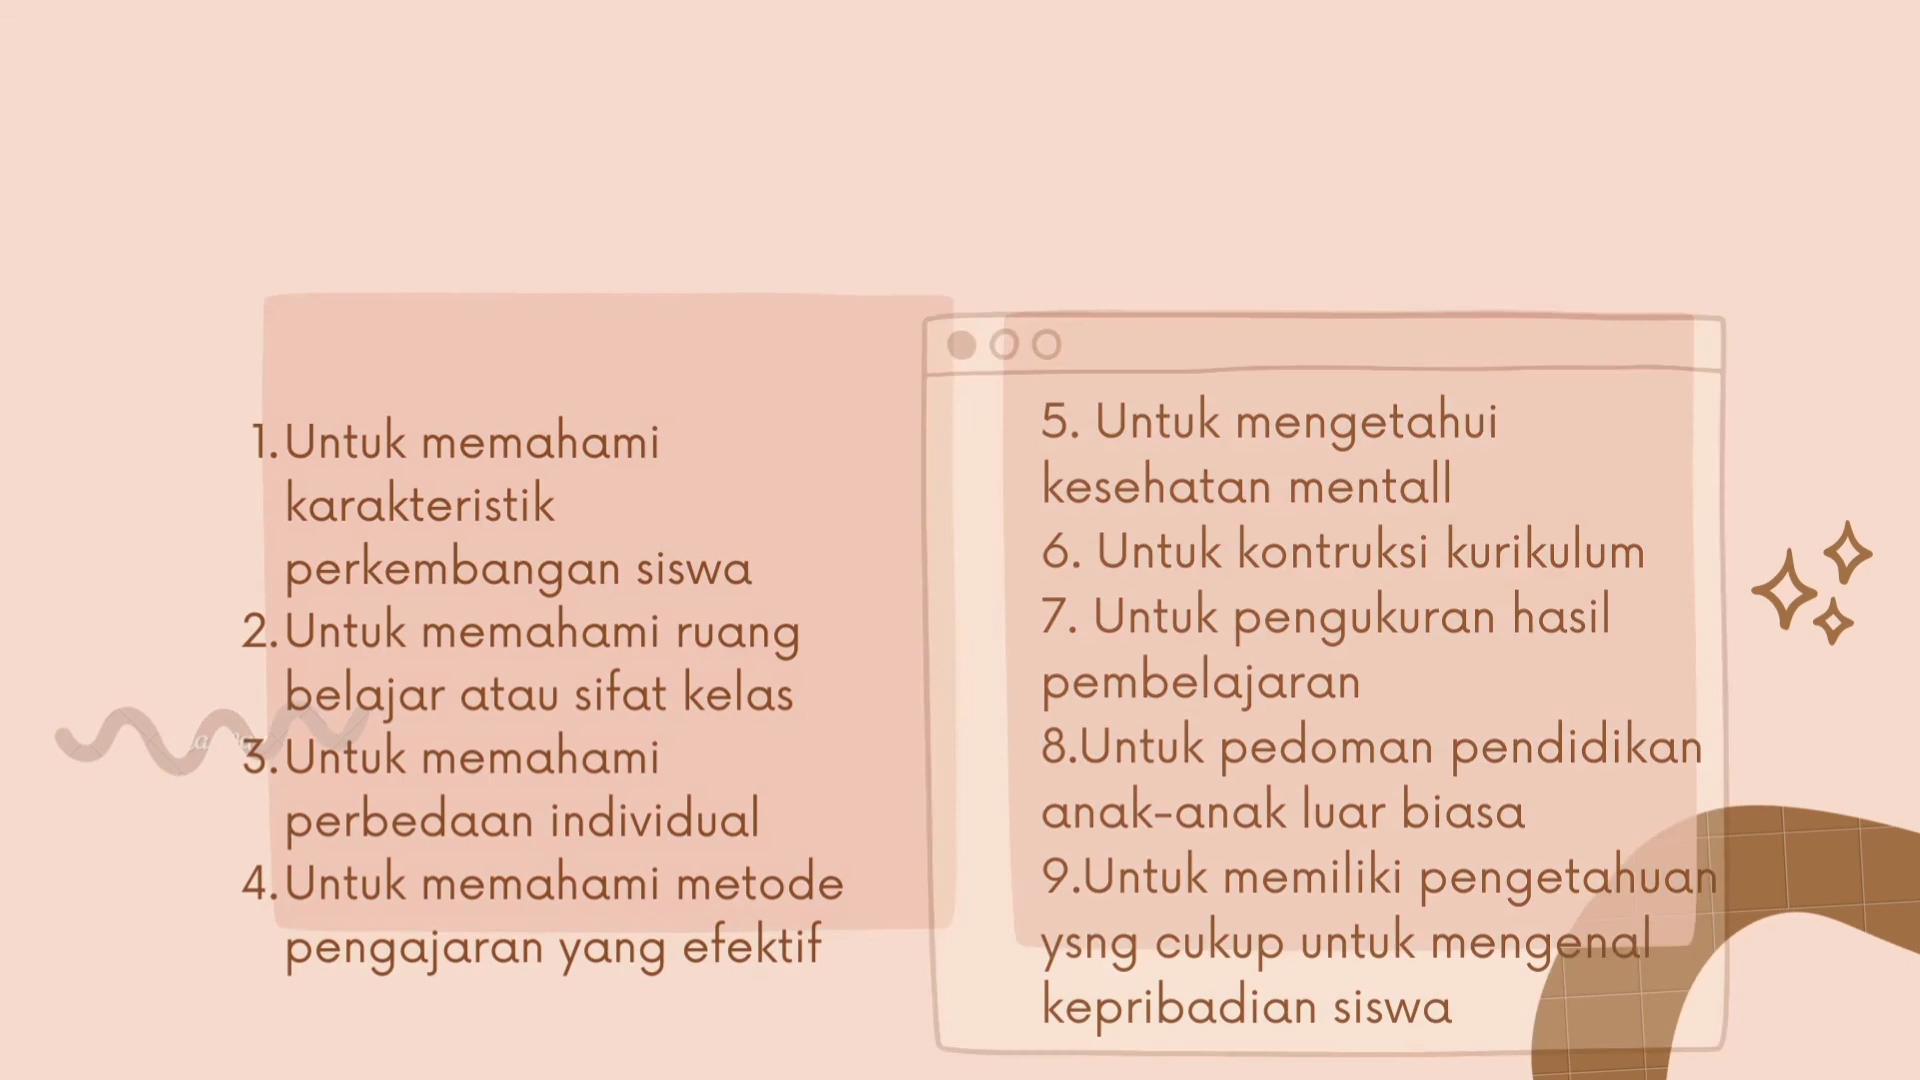 1. Untuk memahami
karakteristik
perkembangan siswa
2. Untuk memahami ruang
belajar atau sifat kelas
3. Untuk memahami
perbedaan individual
4. Untuk memahami metode
pengajaran yang efektif
5. Untuk mengetahui
kesehatan mentall
6. Untuk kontruksi kurikulum
7. Untuk pengukuran hasil
pembelajaran
8.Untuk pedoman pendidikan
anak-anak luar biasa
9.Untuk memiliki pengetahuan
ysng cukup untuk mengenal
kepribadian siswa